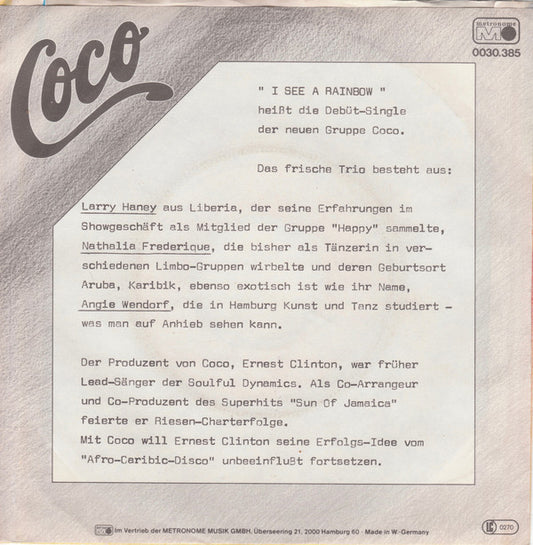 Coco
metronome
M
0030.385
" I SEE A RAINBOW "
heißt die Debüt-Single
der neuen Gruppe Coco.
Das frische Trio besteht aus:
Larry Haney aus Liberia, der seine Erfahrungen im
Showgeschäft als Mitglied der Gruppe "Happy" sammelte,
Nathalia Frederique, die bisher als Tänzerin in ver-
schiedenen Limbo-Gruppen wirbelte und deren Geburtsort
Aruba, Karibik, ebenso exotisch ist wie ihr Name,
Angie Wendorf, die in Hamburg Kunst und Tanz studiert -
was man auf Anhieb sehen kann.
Der Produzent von Coco, Ernest Clinton, war früher
Lead-Sänger der Soulful Dynamics. Als Co-Arrangeur
und Co-Produzent des Superhits "Sun Of Jamaica"
feierte er Riesen-Charterfolge.
Mit Coco will Ernest Clinton seine Erfolgs-Idee vom
"Afro-Caribic-Disco" unbeeinflußt fortsetzen.
Im Vertrieb der METRONOME MUSIK GMBH, Überseering 21, 2000 Hamburg 60 · Made in W.-Germany
LC 0270